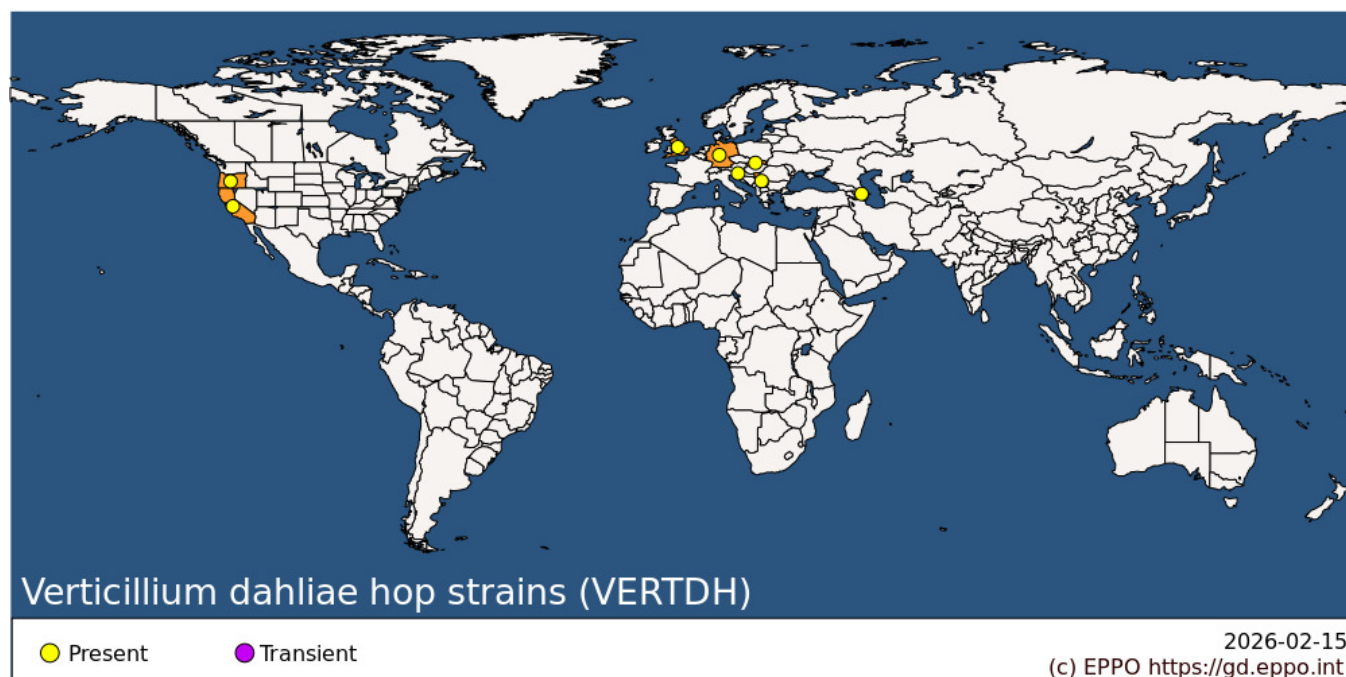 Verticillium dahliae hop strains (VERTDH)
Present
Transient
2026-02-15
(c) EPPO https://gd.eppo.int